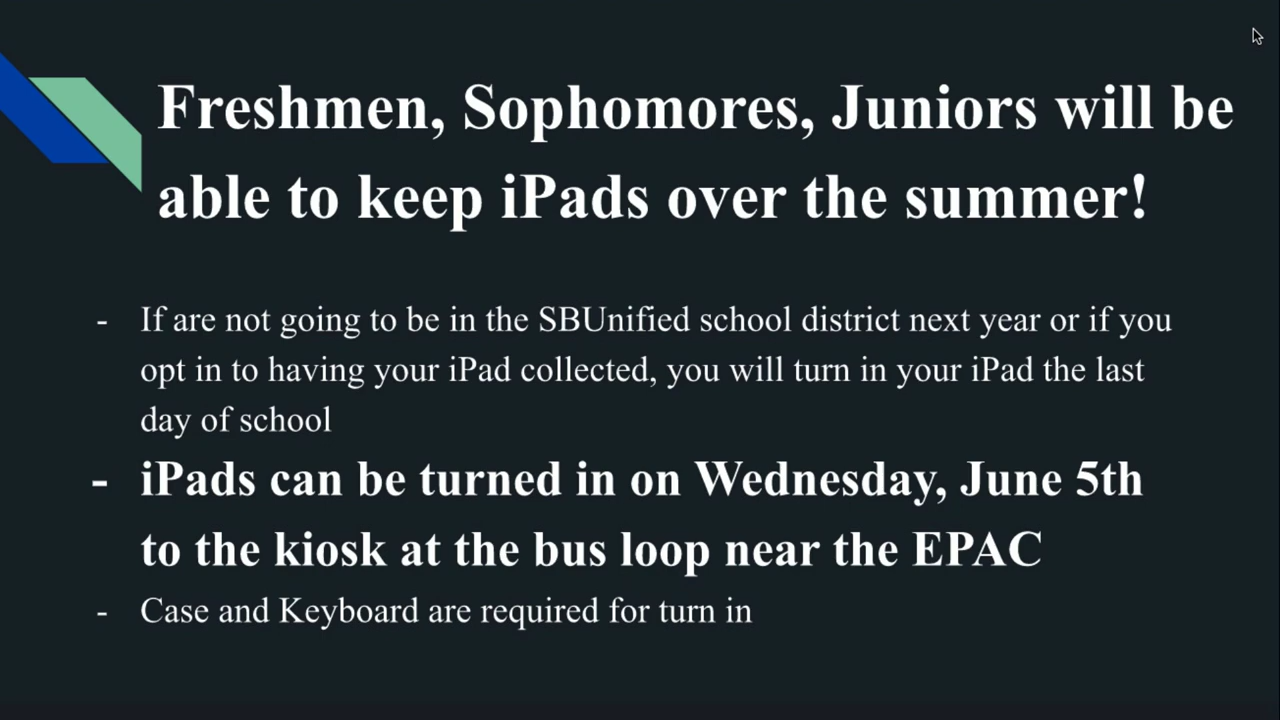 Freshmen, Sophomores, Juniors will be
able to keep iPads over the summer!
- If are not going to be in the SBUnified school district next year or if you
opt in to having your iPad collected, you will turn in your iPad the last
day of school
- iPads can be turned in on Wednesday, June 5th
to the kiosk at the bus loop near the EPAC
- Case and Keyboard are required for turn in